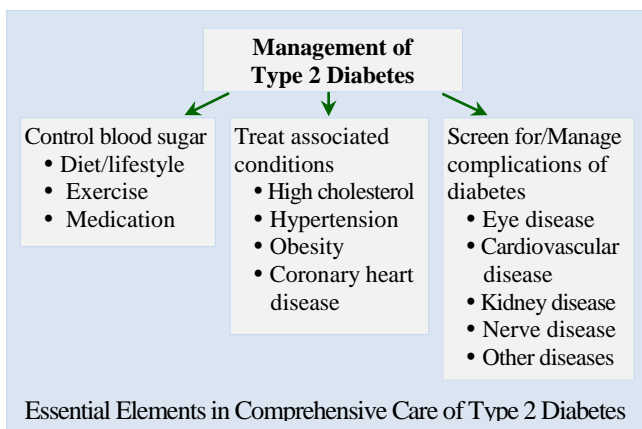 Management of
Type 2 Diabetes
Control blood sugar
• Diet/lifestyle
• Exercise
• Medication
Treat associated
conditions
• High cholesterol
• Hypertension
• Obesity
• Coronary heart
disease
Screen for/Manage
complications of
diabetes
• Eye disease
• Cardiovascular
disease
• Kidney disease
• Nerve disease
• Other diseases
Essential Elements in Comprehensive Care of Type 2 Diabetes